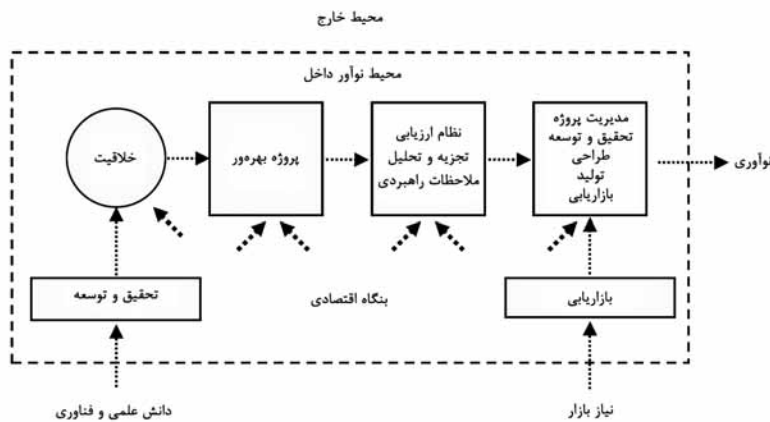 محیط خارج
محیط نوآور داخل
خلاقیت
پروژه بهره‌ور
نظام ارزیابی
تجزیه و تحلیل
ملاحظات راهبردی
مدیریت پروژه
تحقیق و توسعه
طراحی
تولید
بازاریابی
نوآوری
تحقیق و توسعه
بنگاه اقتصادی
بازاریابی
دانش علمی و فناوری
نیاز بازار